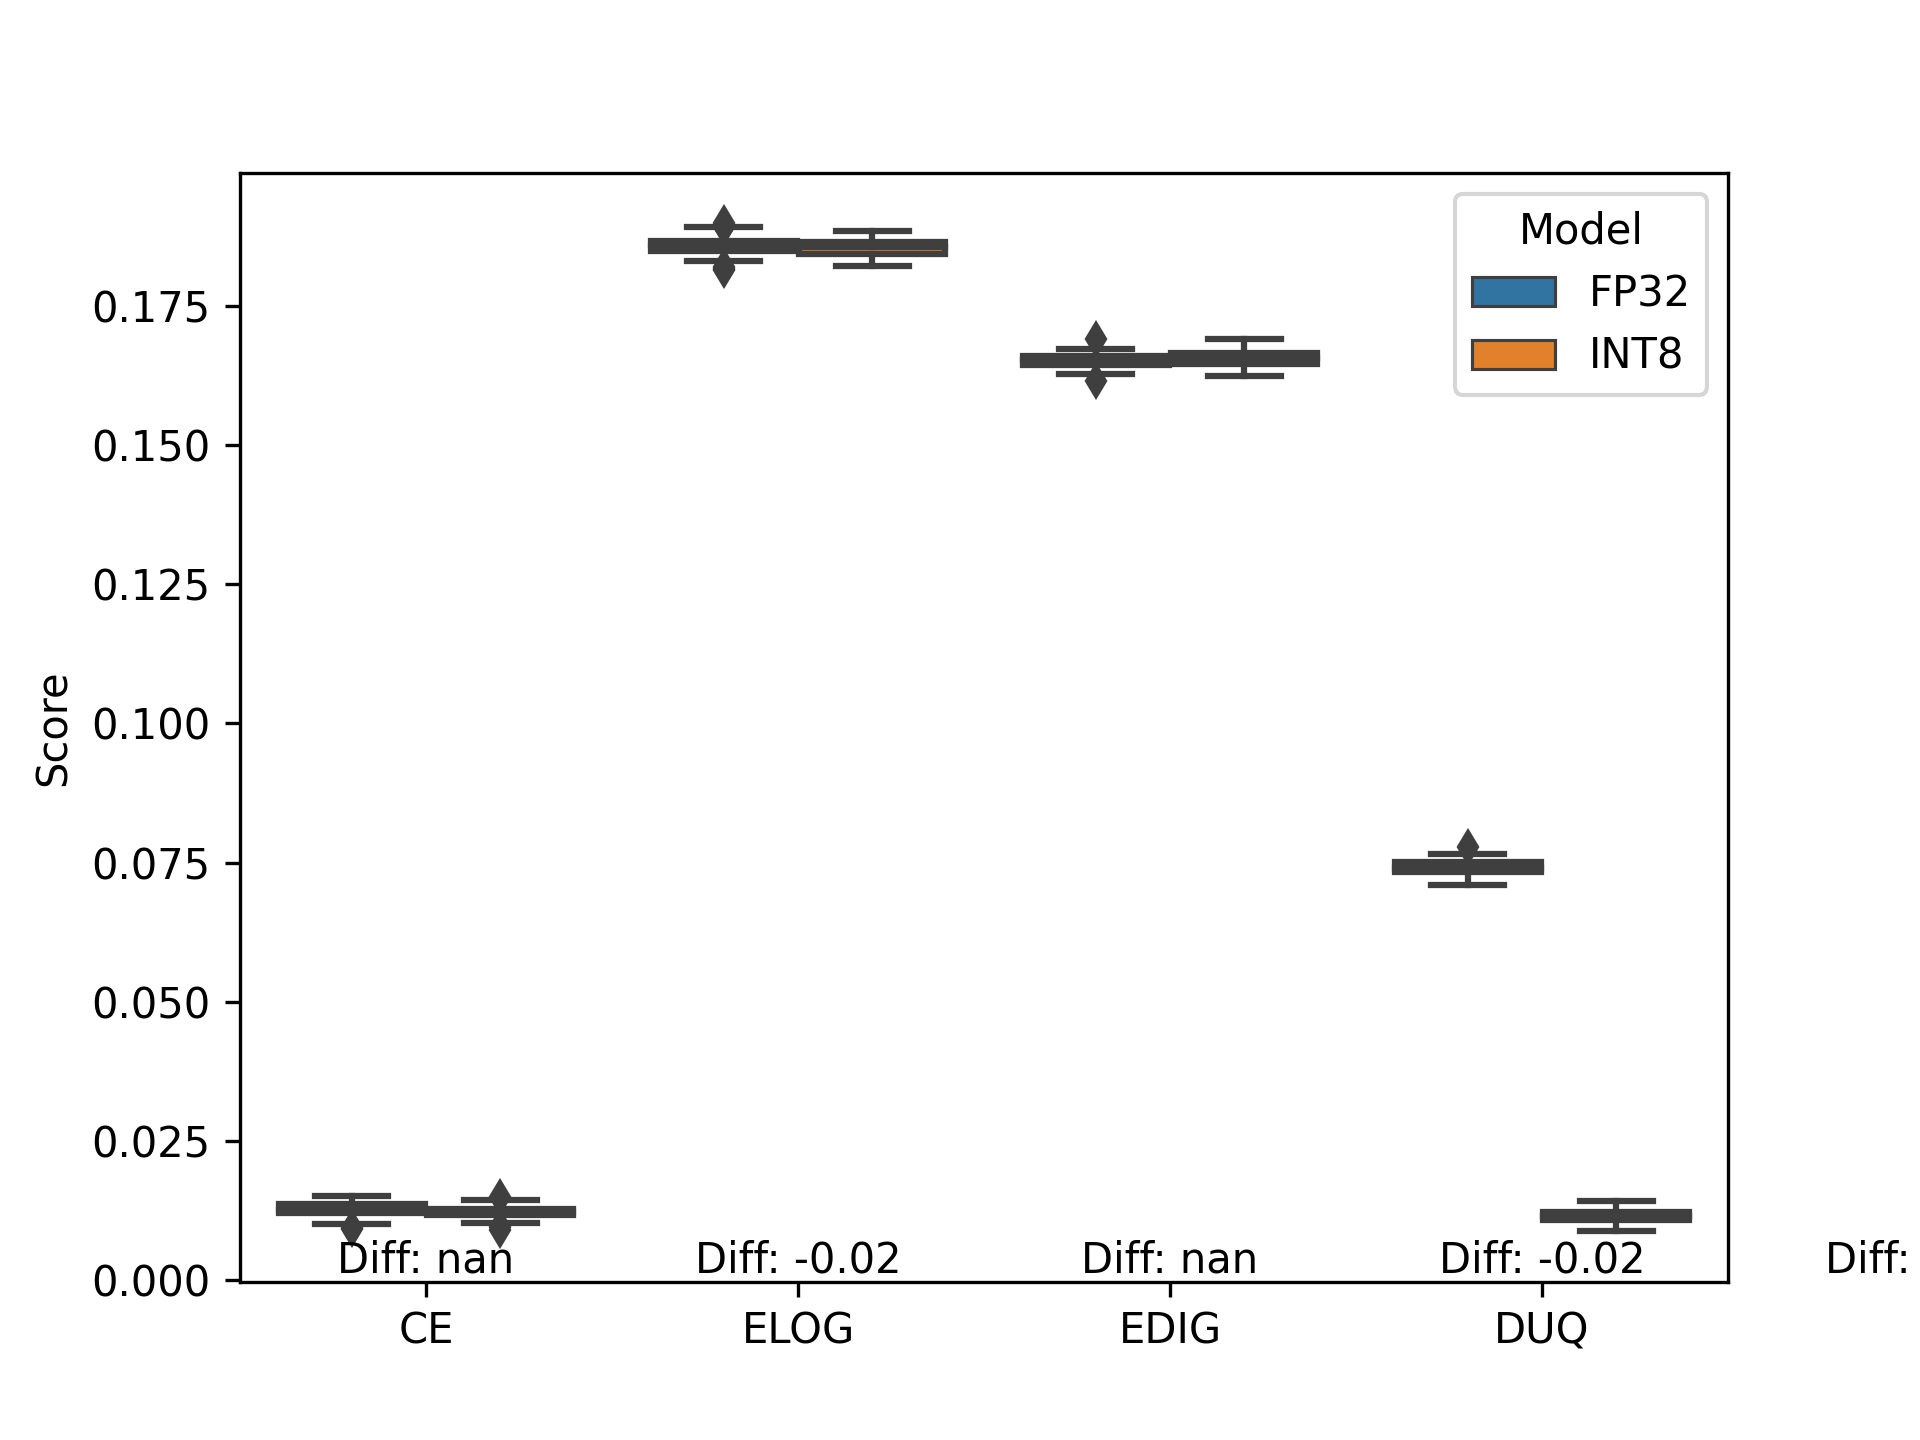 Model
FP32
INT8
Score
0.175
0.150
0.125
0.100
0.075
0.050
0.025
0.000
Diff: nan
Diff: -0.02
Diff: nan
Diff: -0.02
Diff:
CE
ELOG
EDIG
DUQ